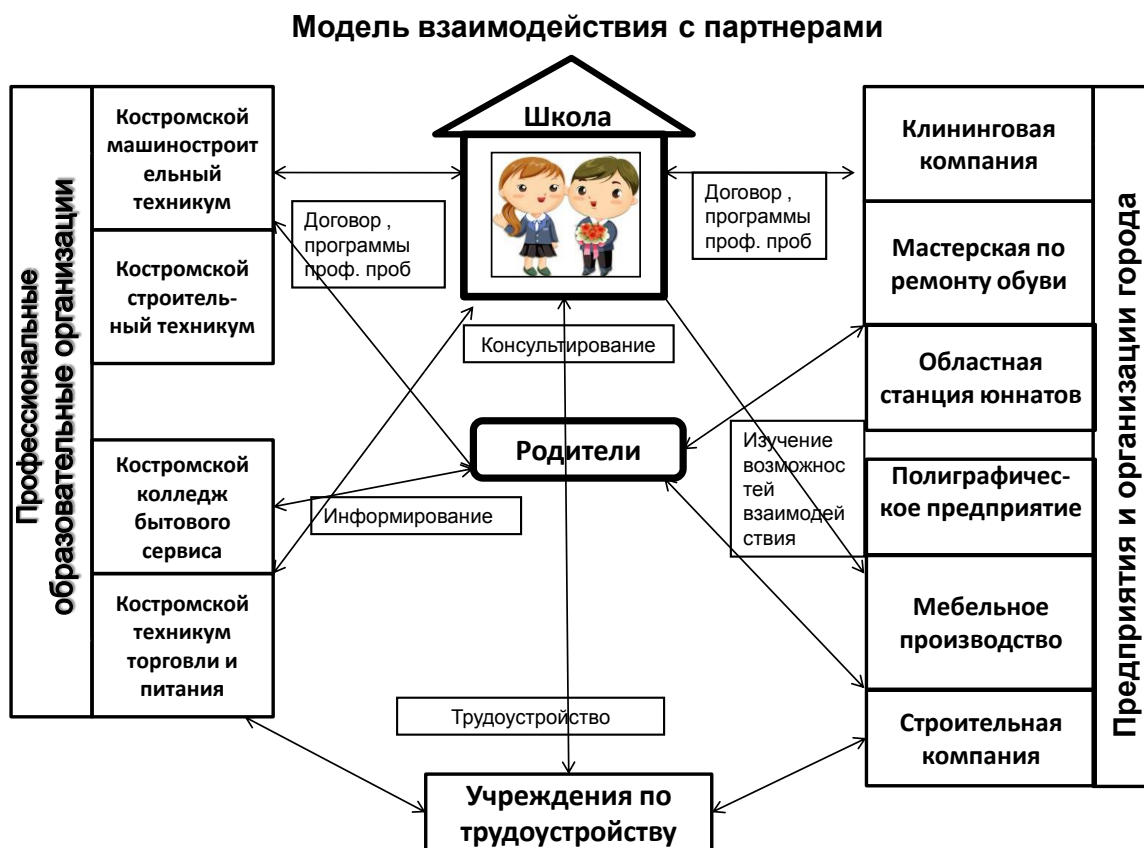 Модель взаимодействия с партнерами
Профессиональные
образовательные организации
Костромской
машиностроит
ельный
техникум
Костромской
строитель-
ный техникум
Костромской
колледж
бытового
сервиса
Костромской
техникум
торговли и
питания
Школа
Договор ,
программы
проф. проб
Договор ,
программы
проф. проб
Консультирование
Родители
Информирование
Изучение
возможнос
тей
взаимодей
ствия
Трудоустройство
Учреждения по
трудоустройству
Клининговая
компания
Мастерская по
ремонту обуви
Областная
станция юннатов
Полиграфичес-
кое предприятие
Мебельное
производство
Строительная
компания
Предприятия и организации города